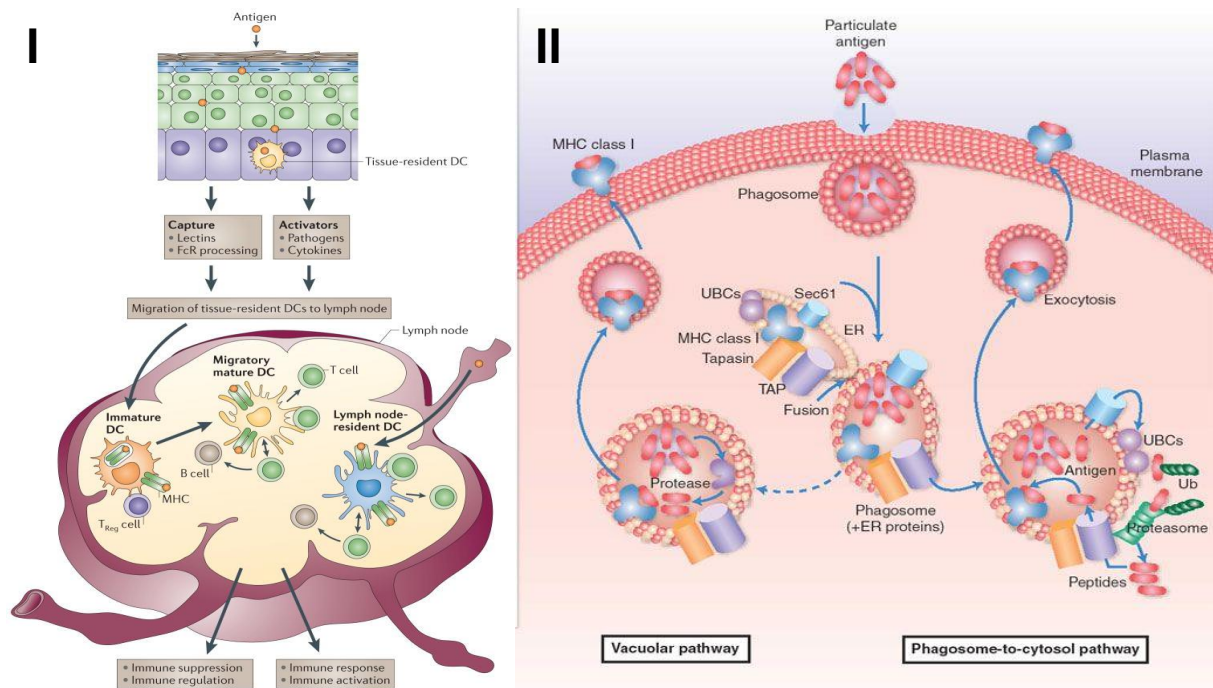 I
Antigen
Tissue-resident DC
Capture
• Lectins
• FcR processing
Activators
• Pathogens
• Cytokines
Migration of tissue-resident DCs to lymph node
Lymph node
Migratory
mature DC
T cell
Immature
DC
Lymph node-
resident DC
B cell
MHC
TReg cell
• Immune suppression
• Immune regulation
• Immune response
• Immune activation
II
Particulate
antigen
MHC class I
Plasma
membrane
Phagosome
UBCs
Sec61
Exocytosis
MHC class I
ER
Tapasin
TAP
Fusion
UBCs
Protease
Antigen
Ub
Phagosome
(+ER proteins)
Proteasome
Peptides
Vacuolar pathway
Phagosome-to-cytosol pathway